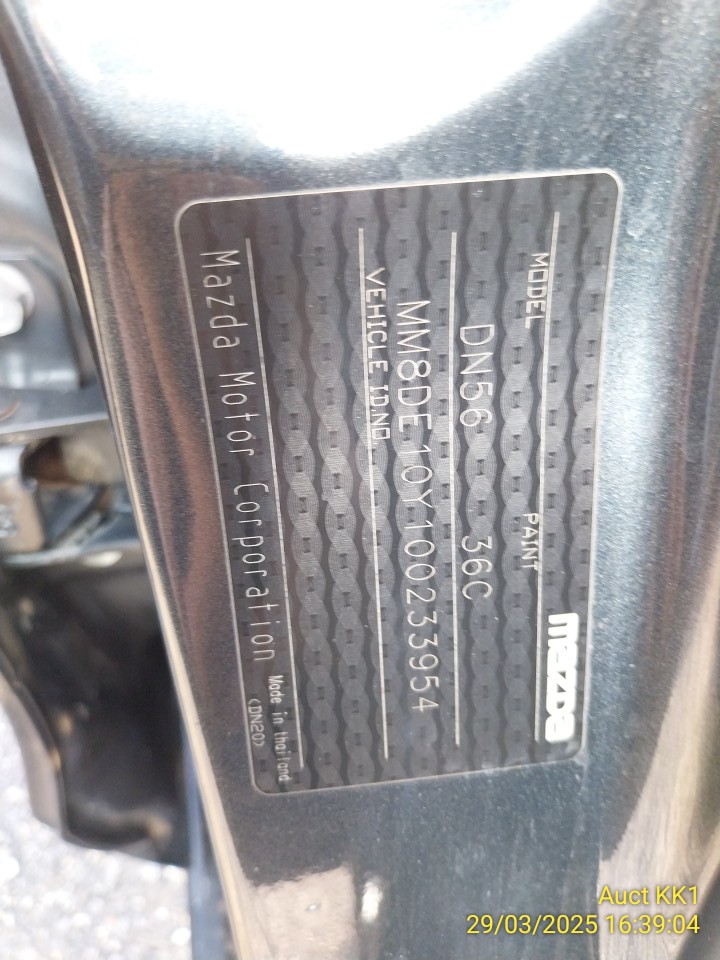 mazda
MODEL PAINT
DN56 36C
MM8DE10Y100233954
VEHICLE ID.NO.
Mazda Motor Corporation Made in thailand
<DN20>
Auct KK1
29/03/2025 16:39:04